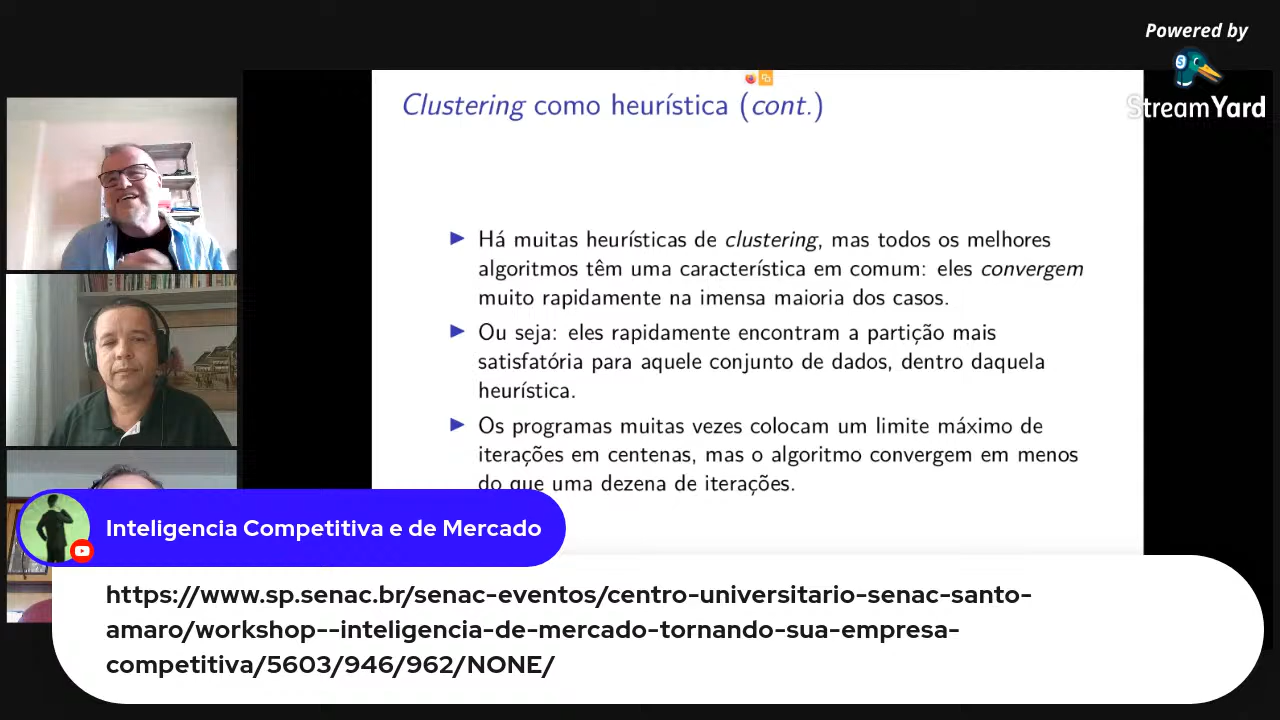 Powered by
StreamYard
Clustering como heurística (cont.)
Há muitas heurísticas de clustering, mas todos os melhores
algoritmos têm uma característica em comum: eles convergem
muito rapidamente na imensa maioria dos casos.
Ou seja: eles rapidamente encontram a partição mais
satisfatória para aquele conjunto de dados, dentro daquela
heurística.
Os programas muitas vezes colocam um limite máximo de
iterações em centenas, mas o algoritmo convergem em menos
do que uma dezena de iterações.
Inteligencia Competitiva e de Mercado
https://www.sp.senac.br/senac-eventos/centro-universitario-senac-santo-
amaro/workshop--inteligencia-de-mercado-tornando-sua-empresa-
competitiva/5603/946/962/NONE/